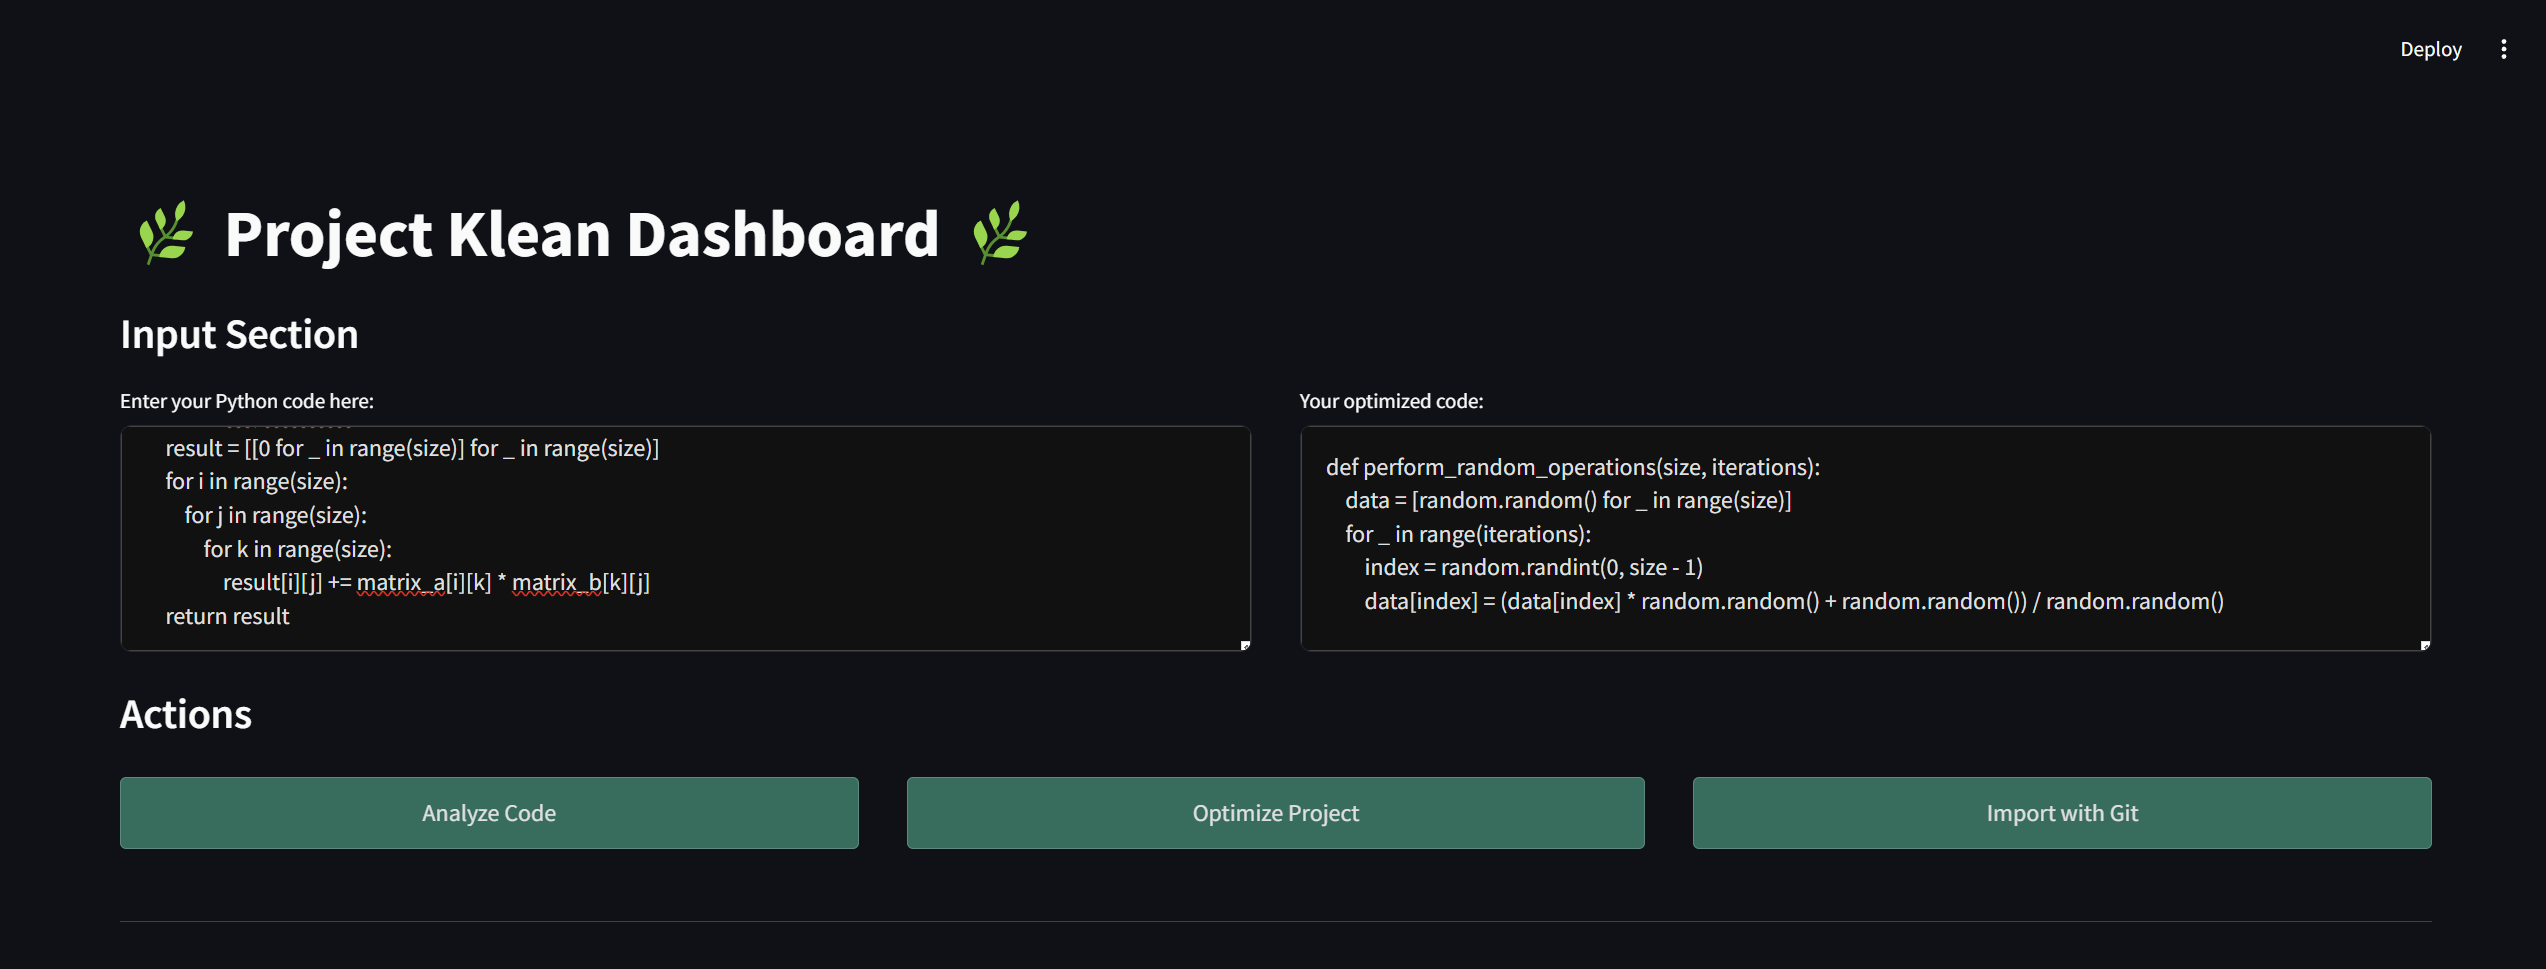 Deploy
Project Klean Dashboard
Input Section
Enter your Python code here:
result = [[0 for _ in range(size)] for _ in range(size)]
for i in range(size):
for j in range(size):
for k in range(size):
result[i][j] += matrix_a[i][k] * matrix_b[k][j]
return result
Your optimized code:
def perform_random_operations(size, iterations):
data = [random.random() for _ in range(size)]
for _ in range(iterations):
index = random.randint(0, size - 1)
data[index] = (data[index] * random.random() + random.random()) / random.random()
Actions
Analyze Code
Optimize Project
Import with Git